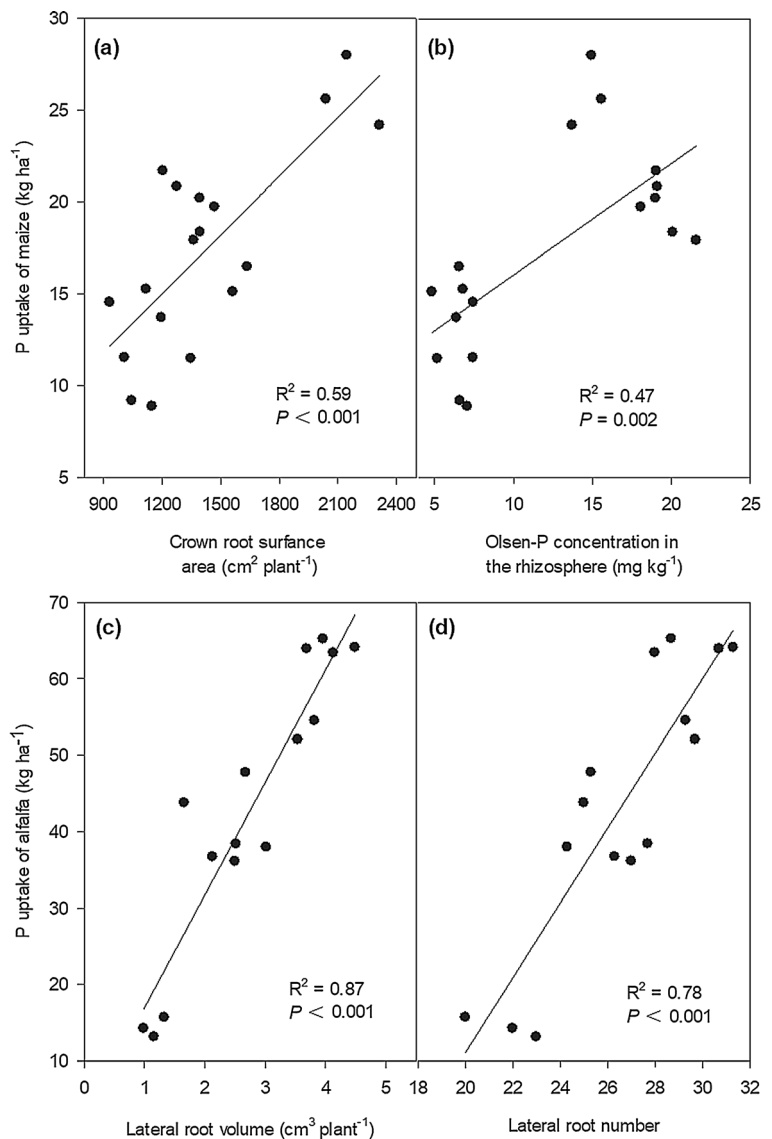 30
25
20
15
10
5
P uptake of maize (kg ha⁻¹)
(a)
R² = 0.59
P < 0.001
900 1200 1500 1800 2100 2400
Crown root surfance
area (cm² plant⁻¹)
(b)
R² = 0.47
P = 0.002
5 10 15 20 25
Olsen-P concentration in
the rhizosphere (mg kg⁻¹)
70
60
50
40
30
20
10
P uptake of alfalfa (kg ha⁻¹)
(c)
R² = 0.87
P < 0.001
0 1 2 3 4 5
Lateral root volume (cm³ plant⁻¹)
(d)
R² = 0.78
P < 0.001
18 20 22 24 26 28 30 32
Lateral root number